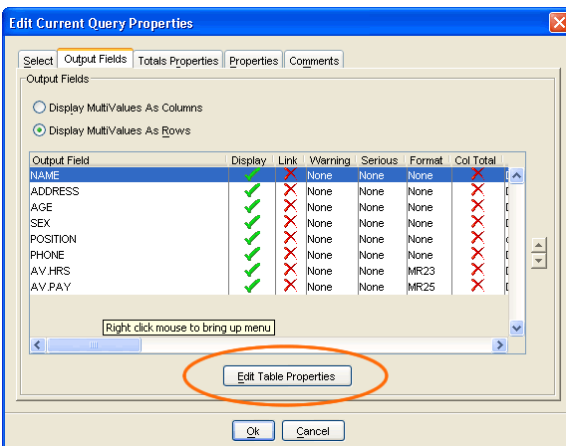 Edit Current Query Properties
Select Output Fields Totals Properties Properties Comments
Output Fields
Display MultiValues As Columns
Display MultiValues As Rows
Output Field Display Link Warning Serious Format Col Total
NAME None None None
ADDRESS None None None
AGE None None None
SEX None None None
POSITION None None None
PHONE None None None
AV.HRS None None MR23
AV.PAY None None MR25
Right click mouse to bring up menu
Edit Table Properties
Ok Cancel